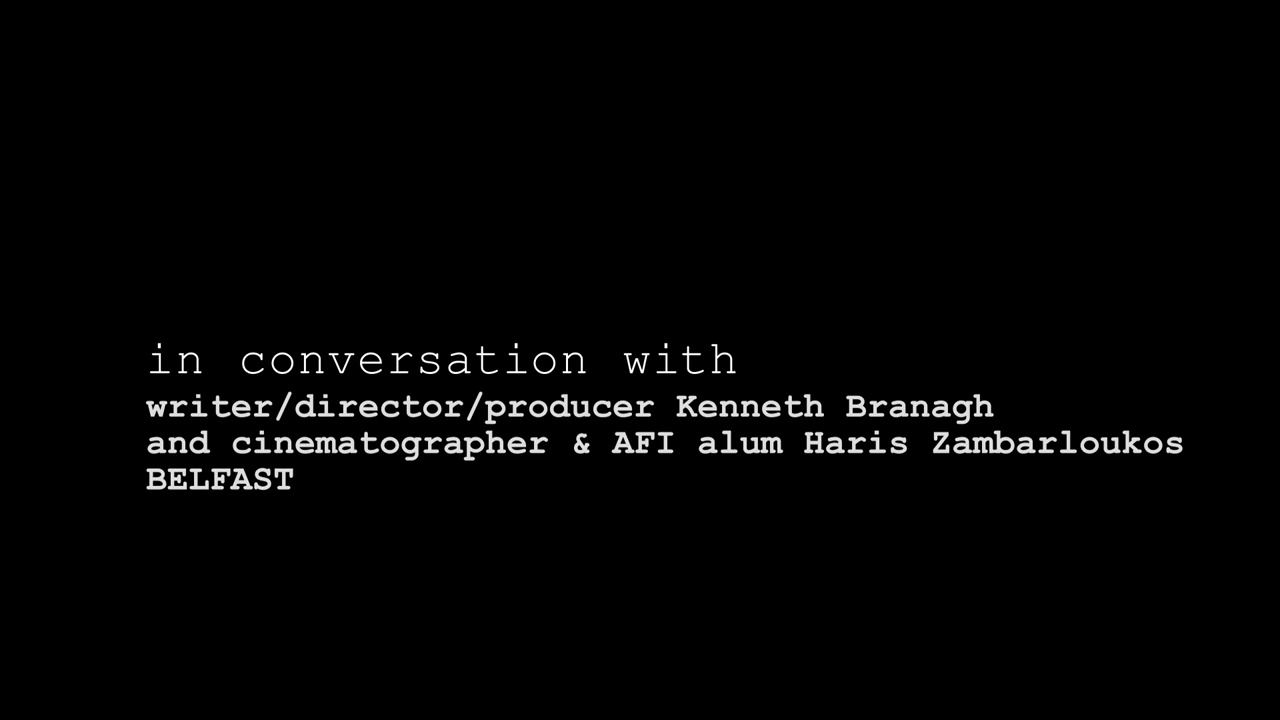 in conversation with
writer/director/producer Kenneth Branagh
and cinematographer & AFI alum Haris Zambarloukos
BELFAST